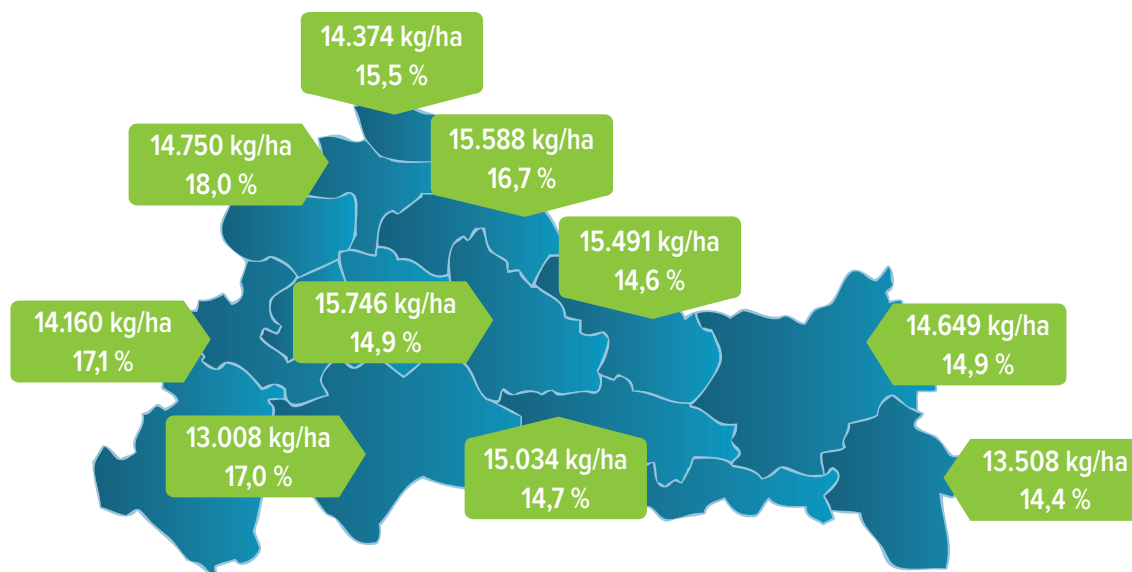 14.374 kg/ha
15,5 %
14.750 kg/ha
18,0 %
15.588 kg/ha
16,7 %
15.491 kg/ha
14,6 %
15.746 kg/ha
14,9 %
14.160 kg/ha
17,1 %
14.649 kg/ha
14,9 %
13.008 kg/ha
17,0 %
15.034 kg/ha
14,7 %
13.508 kg/ha
14,4 %